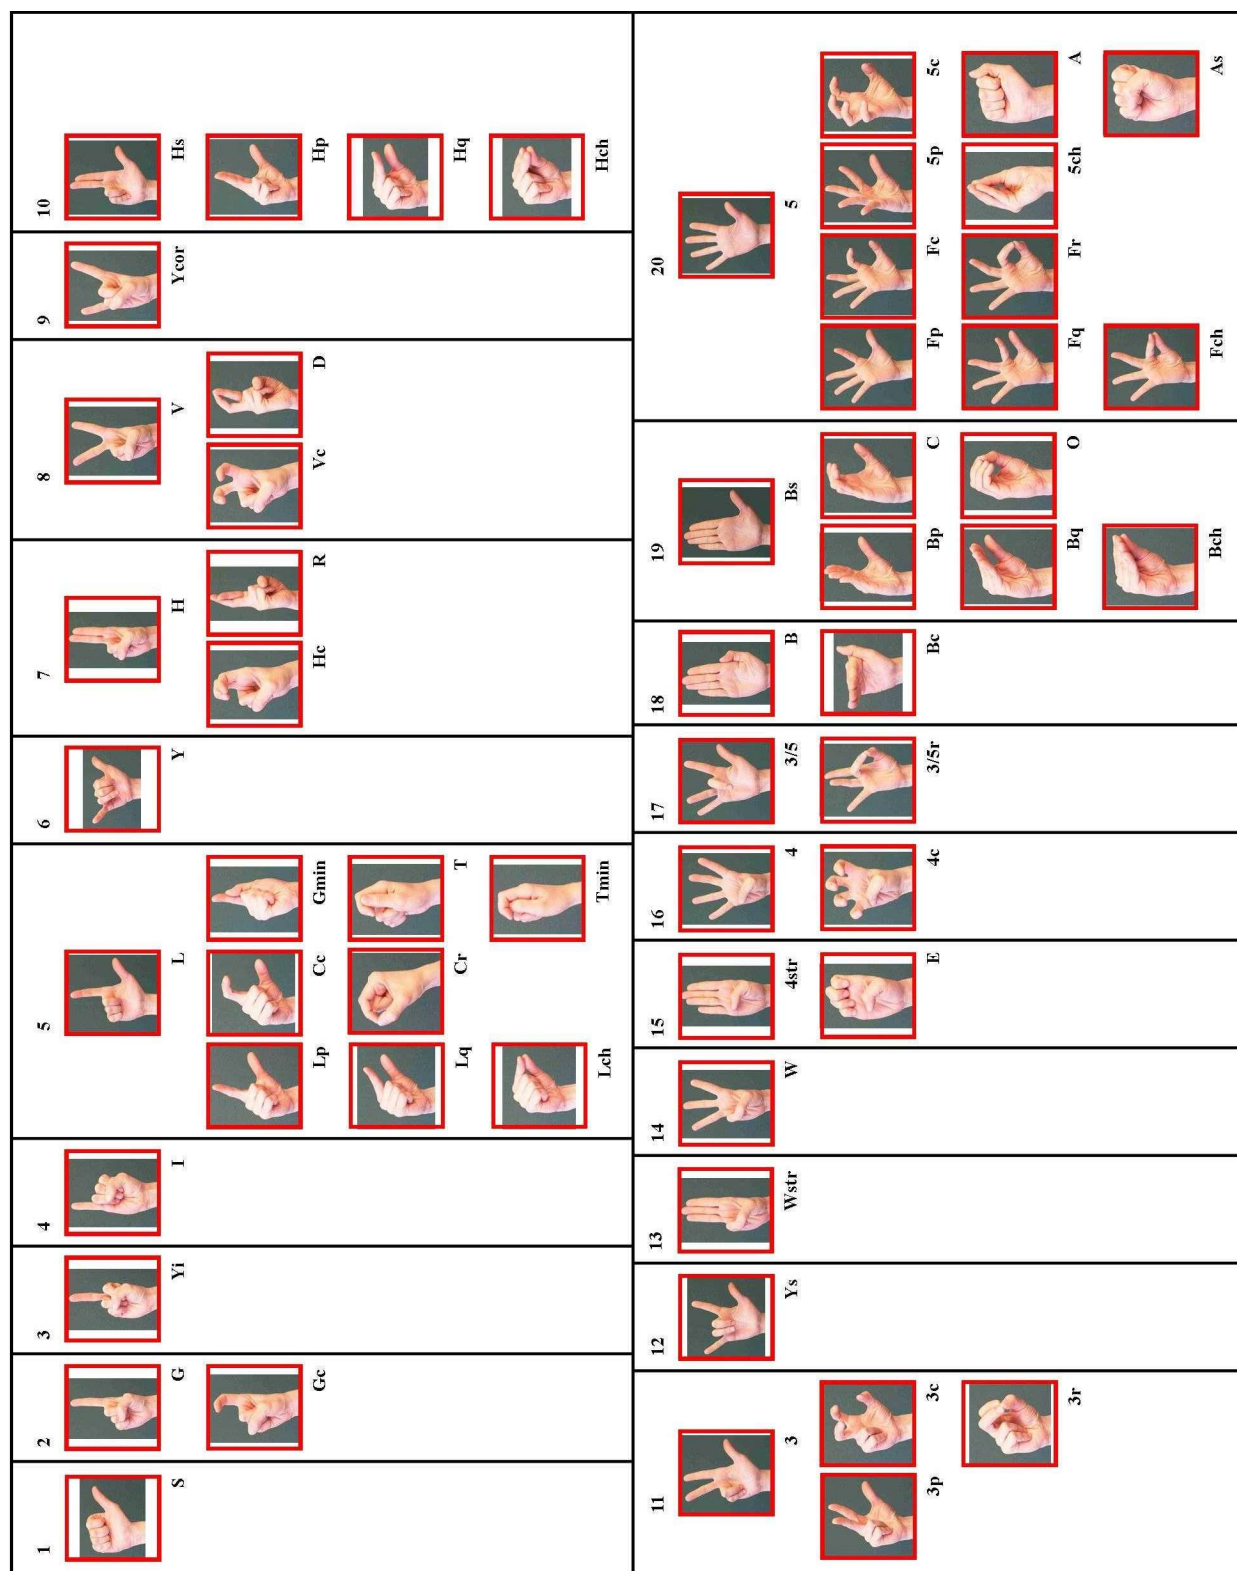 1
S
2
G
Gc
3
Yi
4
I
5
L
Lp
Cc
Gmin
Lq
Cr
T
Lch
Tmin
6
Y
7
H
Hc
R
8
V
Vc
D
9
Ycor
10
Hs
Hp
Hq
Hch
11
3
3p
3c
3r
12
Ys
13
Wstr
14
W
15
4str
E
16
4
4c
17
3/5
3/5r
18
B
Bc
19
Bs
Bp
C
Bq
O
Bch
20
5
Fp
Fc
5p
5c
Fq
Fr
5ch
A
Fch
As